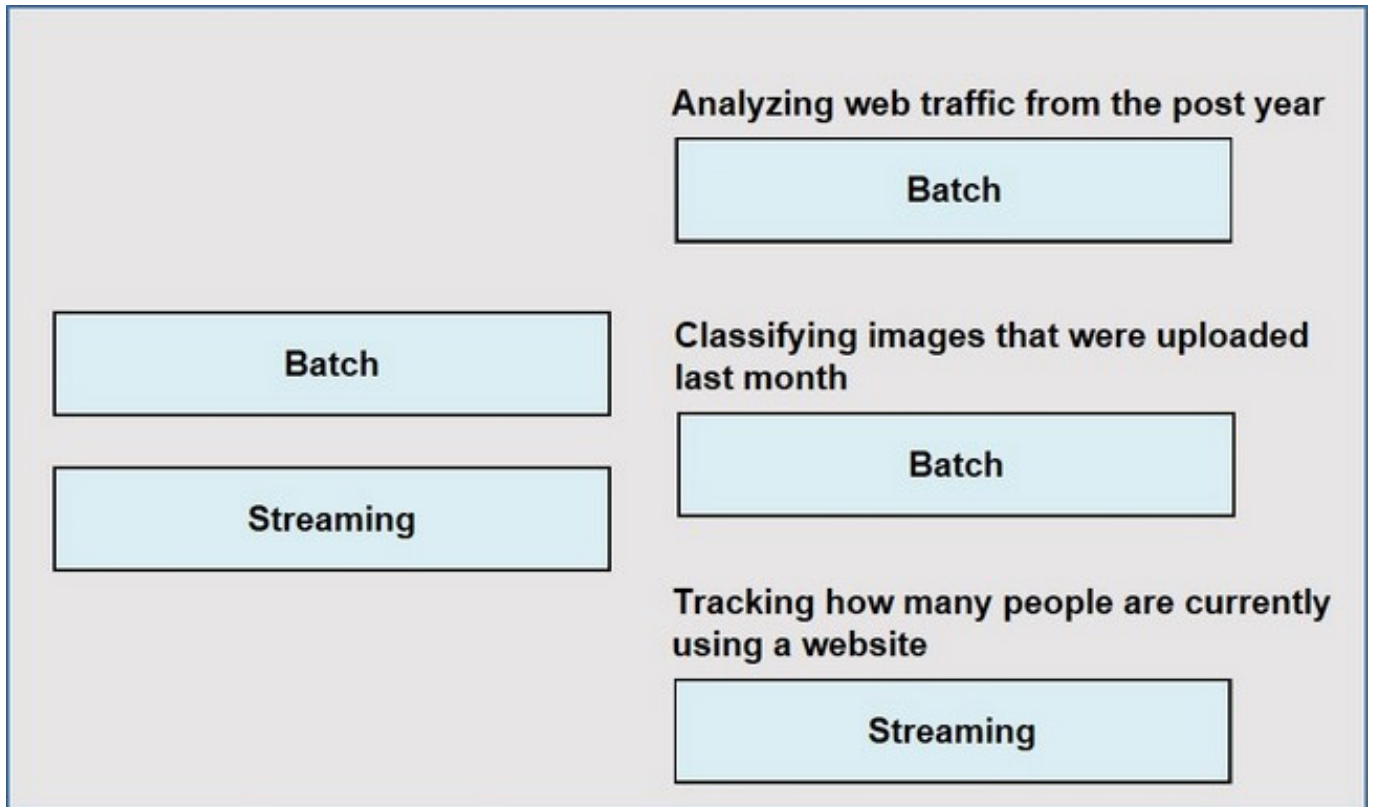 Batch
Streaming
Analyzing web traffic from the post year
Batch
Classifying images that were uploaded
last month
Batch
Tracking how many people are currently
using a website
Streaming